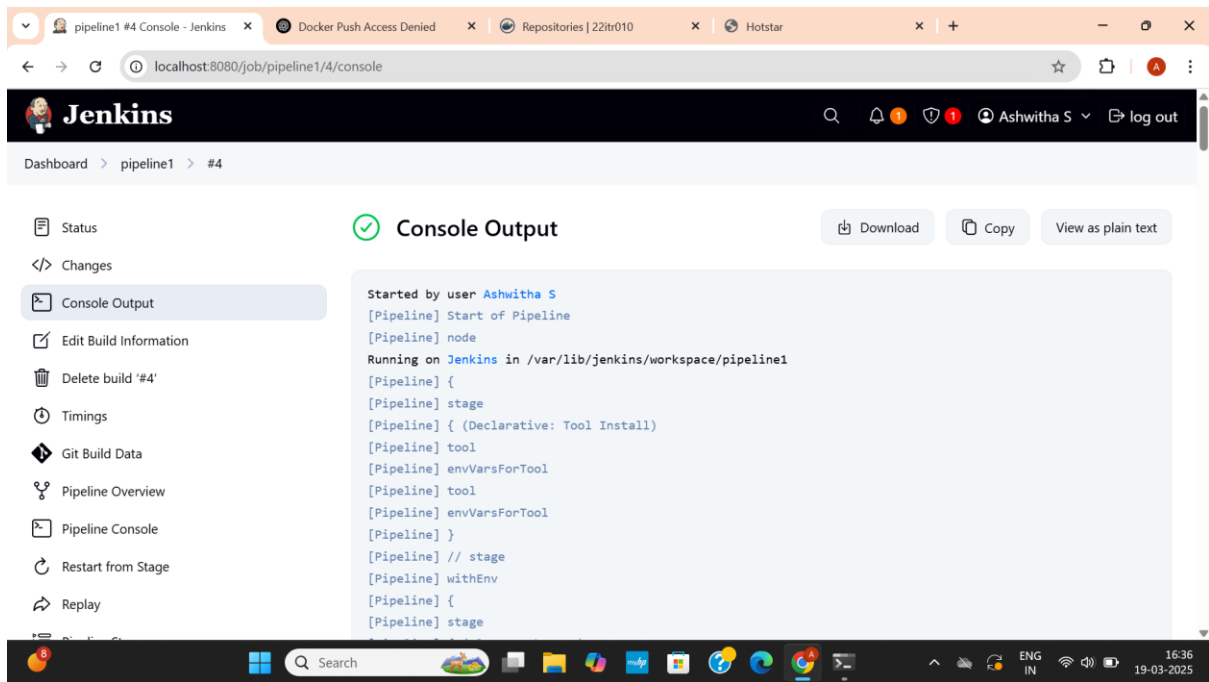 pipeline1 #4 Console - Jenkins
Docker Push Access Denied
Repositories | 22itr010
Hotstar
localhost:8080/job/pipeline1/4/console
A
Jenkins
1
1
Ashwitha S
log out
Dashboard > pipeline1 > #4
Status
Changes
Console Output
Edit Build Information
Delete build '#4'
Timings
Git Build Data
Pipeline Overview
Pipeline Console
Restart from Stage
Replay
Console Output
Download
Copy
View as plain text
Started by user Ashwitha S
[Pipeline] Start of Pipeline
[Pipeline] node
Running on Jenkins in /var/lib/jenkins/workspace/pipeline1
[Pipeline] {
[Pipeline] stage
[Pipeline] { (Declarative: Tool Install)
[Pipeline] tool
[Pipeline] envVarsForTool
[Pipeline] tool
[Pipeline] envVarsForTool
[Pipeline] }
[Pipeline] // stage
[Pipeline] withEnv
[Pipeline] {
[Pipeline] stage
8
Search
myhp
ENG
IN
16:36
19-03-2025